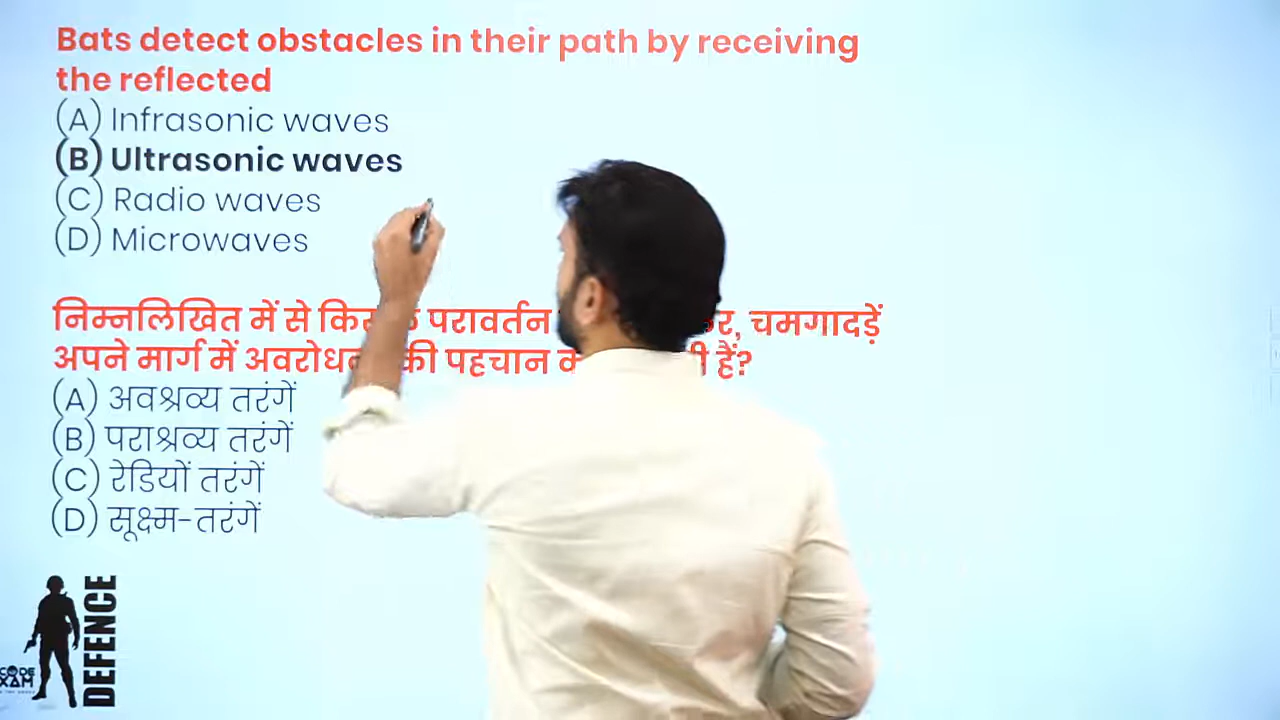 Bats detect obstacles in their path by receiving
the reflected
(A) Infrasonic waves
(B) Ultrasonic waves
(C) Radio waves
(D) Microwaves
निम्नलिखित में से परावर्तन चमगादड़ें
अपने मार्ग में की पहचान हैं?
(A) अवश्रव्य तरंगें
(B) पराश्रव्य तरंगें
(C) रेडियों तरंगें
(D) सूक्ष्म-तरंगें
DEFENCE